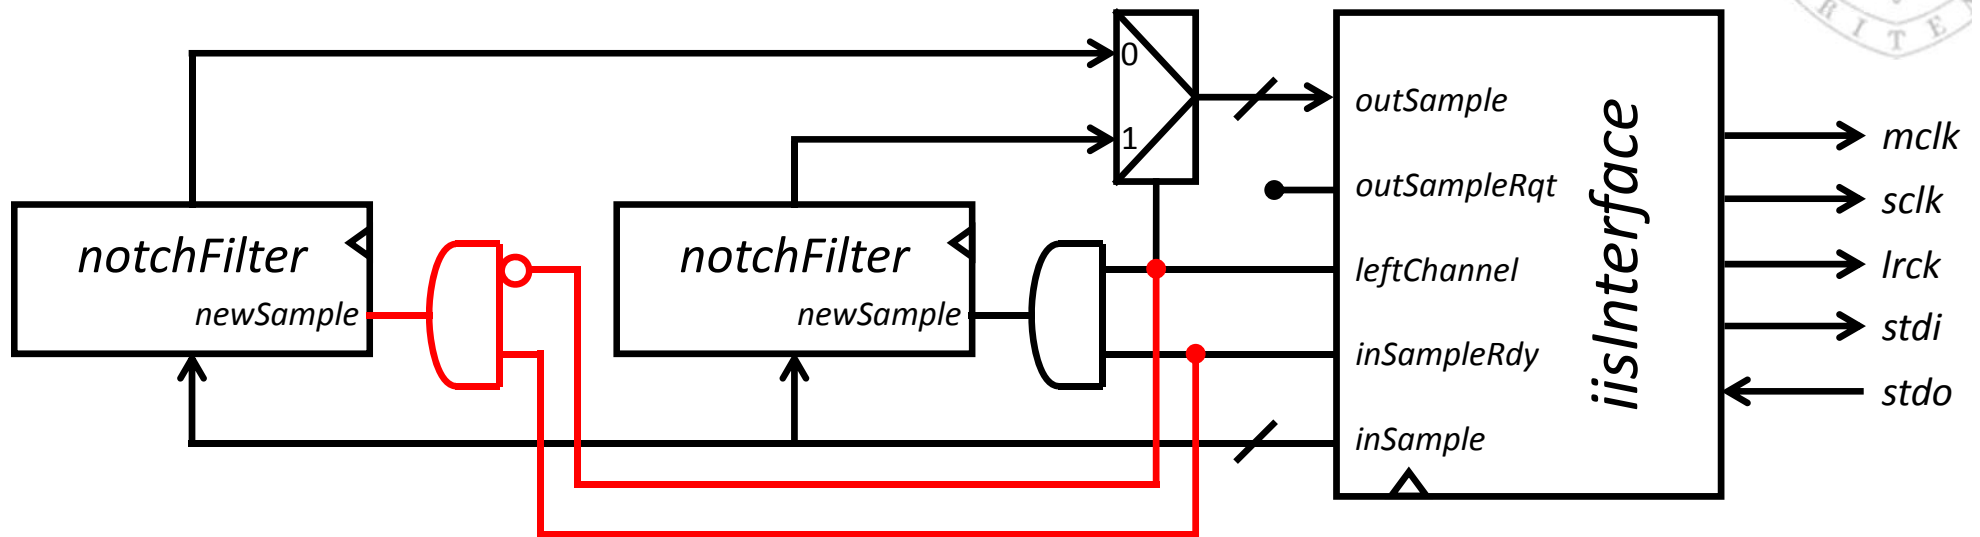 R I T E
0
1
outSample
outSampleRqt
leftChannel
inSampleRdy
inSample
iisInterface
mclk
sclk
lrck
stdi
stdo
notchFilter
newSample
notchFilter
newSample